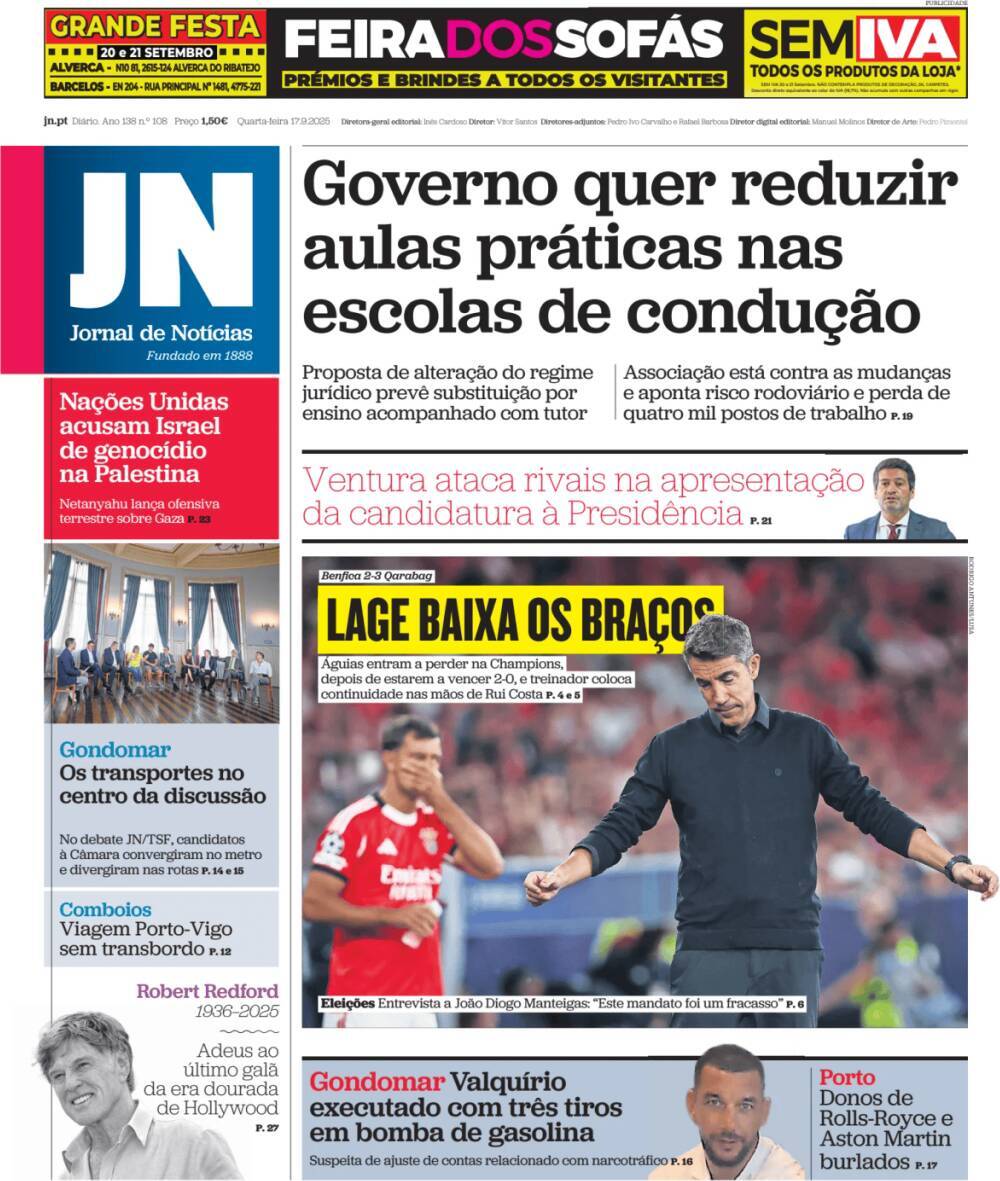 PUBLICIDADE
GRANDE FESTA
20 e 21 SETEMBRO
ALVERCA - N10 81, 2615-124 ALVERCA DO RIBATEJO
BARCELOS - EN 204 - RUA PRINCIPAL Nº 1481, 4775-221
FEIRADOSSOFÁS
PRÉMIOS E BRINDES A TODOS OS VISITANTES
SEMIVA
TODOS OS PRODUTOS DA LOJA*
jn.pt Diário. Ano 138 n.º 108 Preço 1,50€ Quarta-feira 17.9.2025 Diretora-geral editorial: Inês Cardoso Diretor: Vítor Santos Diretores-adjuntos: Pedro Ivo Carvalho e Rafael Barbosa Diretor digital editorial: Manuel Molinos Diretor de Arte: Pedro Pimentel
JN
Jornal de Notícias
Fundado em 1888
Governo quer reduzir
aulas práticas nas
escolas de condução
Proposta de alteração do regime
jurídico prevê substituição por
ensino acompanhado com tutor
Associação está contra as mudanças
e aponta risco rodoviário e perda de
quatro mil postos de trabalho P. 19
Nações Unidas
acusam Israel
de genocídio
na Palestina
Netanyahu lança ofensiva
terrestre sobre Gaza P. 23
Ventura ataca rivais na apresentação
da candidatura à Presidência P. 21
RODRIGO ANTUNES/LUSA
Benfica 2-3 Qarabag
LAGE BAIXA OS BRAÇOS
Águias entram a perder na Champions,
depois de estarem a vencer 2-0, e treinador coloca
continuidade nas mãos de Rui Costa P. 4 e 5
Emirates
Eleições Entrevista a João Diogo Manteigas: “Este mandato foi um fracasso” P. 6
Gondomar
Os transportes no
centro da discussão
No debate JN/TSF, candidatos
à Câmara convergiram no metro
e divergiram nas rotas P. 14 e 15
Comboios
Viagem Porto-Vigo
sem transbordo P. 12
Robert Redford
1936-2025
Adeus ao
último galã
da era dourada
de Hollywood
P. 27
Gondomar Valquírio
executado com três tiros
em bomba de gasolina
Suspeita de ajuste de contas relacionado com narcotráfico P. 16
Porto
Donos de
Rolls-Royce e
Aston Martin
burlados P. 17